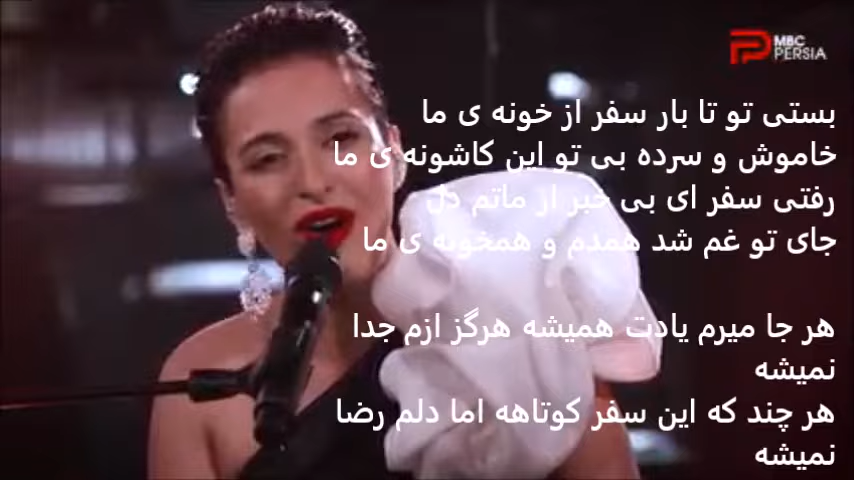 MBC
PERSIA
بستی تو تا بار سفر از خونه ی ما
خاموش و سرده بی تو این کاشونه ی ما
رفتی سفر ای بی خبر از ماتم دل
جای تو غم شد همدم و همخونه ی ما
هر جا میرم یادت همیشه هرگز ازم جدا
نمیشه
هر چند که این سفر کوتاهه اما دلم رضا
نمیشه